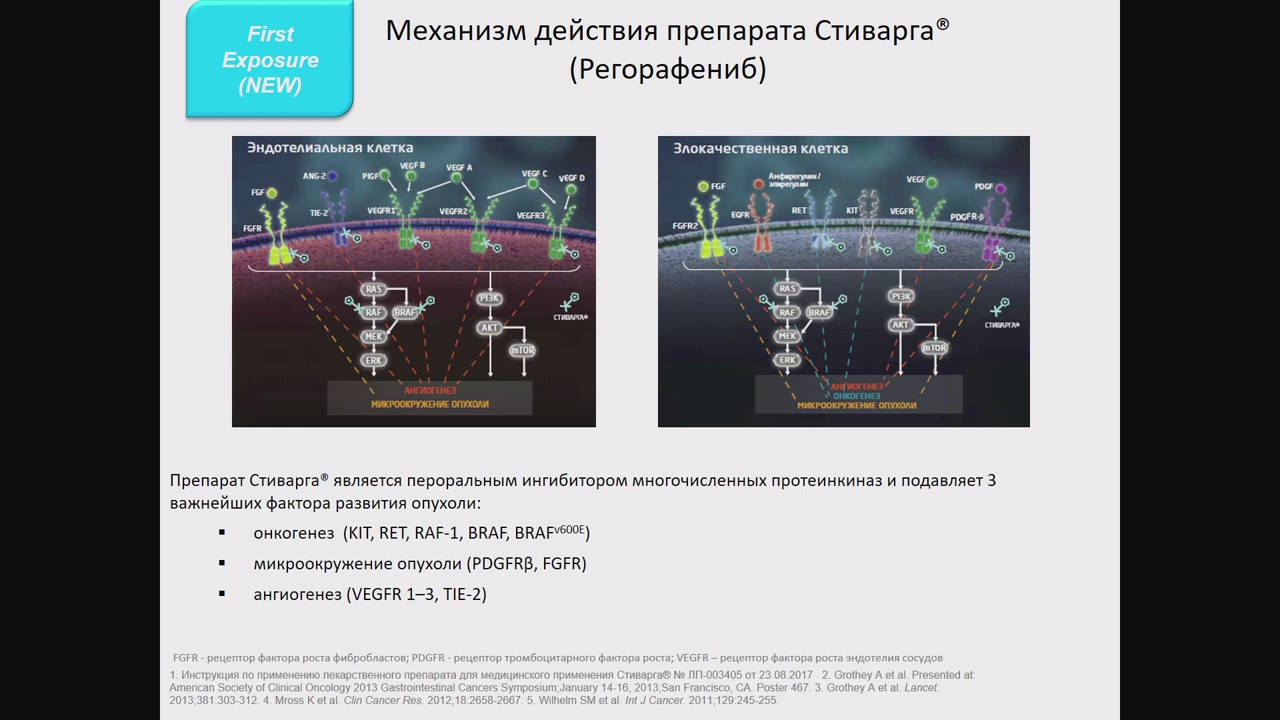 First
Exposure
(NEW)
Механизм действия препарата Стиварга®
(Регорафениб)
Эндотелиальная клетка
FGF
ANG-2
PlGF
VEGF B
VEGF A
VEGF C
VEGF D
FGFR
TIE-2
VEGFR1
VEGFR2
VEGFR3
RAS
RAF
BRAF
MEK
ERK
PI3K
AKT
mTOR
СТИВАРГА®
АНГИОГЕНЕЗ
МИКРООКРУЖЕНИЕ ОПУХОЛИ
Злокачественная клетка
FGF
Амфирегулин/
эпирегулин
VEGF
PDGF
FGFR2
EGFR
RET
KIT
VEGFR
PDGFR-β
RAS
RAF
BRAF
MEK
ERK
PI3K
AKT
mTOR
СТИВАРГА®
АНГИОГЕНЕЗ
ОНКОГЕНЕЗ
МИКРООКРУЖЕНИЕ ОПУХОЛИ
Препарат Стиварга® является пероральным ингибитором многочисленных протеинкиназ и подавляет 3
важнейших фактора развития опухоли:
▪ онкогенез (KIT, RET, RAF-1, BRAF, BRAFv600E)
▪ микроокружение опухоли (PDGFRβ, FGFR)
▪ ангиогенез (VEGFR 1–3, TIE-2)
FGFR - рецептор фактора роста фибробластов; PDGFR - рецептор тромбоцитарного фактора роста; VEGFR – рецептор фактора роста эндотелия сосудов
1. Инструкция по применению лекарственного препарата для медицинского применения Стиварга® № ЛП-003405 от 23.08.2017 2. Grothey A et al. Presented at:
American Society of Clinical Oncology 2013 Gastrointestinal Cancers Symposium;January 14-16, 2013;San Francisco, CA. Poster 467. 3. Grothey A et al. Lancet.
2013;381:303-312. 4. Mross K et al. Clin Cancer Res. 2012;18:2658-2667. 5. Wilhelm SM et al. Int J Cancer. 2011;129:245-255.